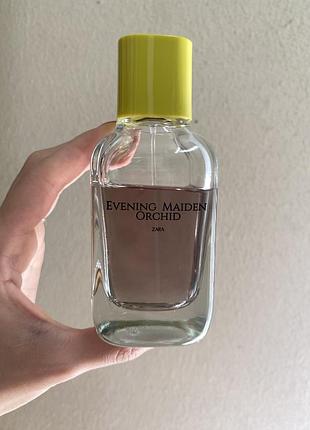 Evening Maiden
Orchid
ZARA